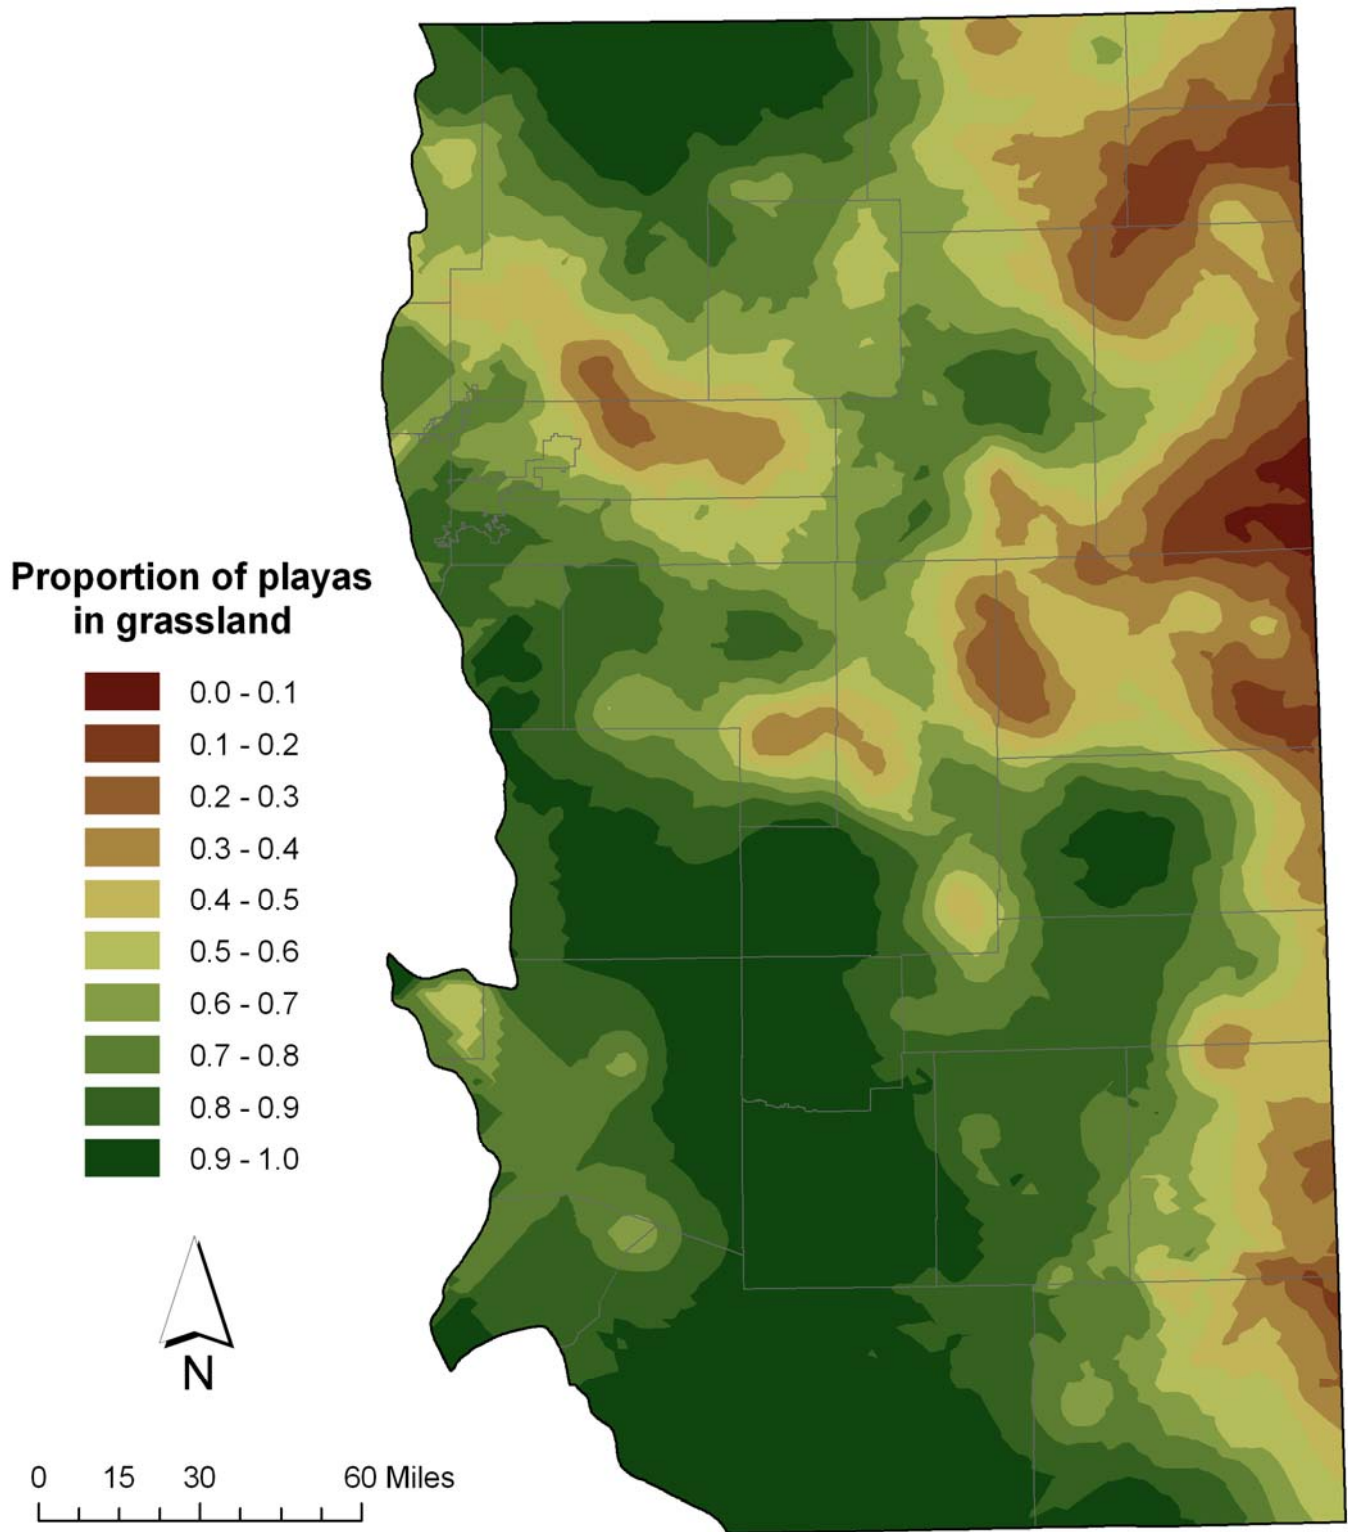 Proportion of playas
in grassland
0.0 - 0.1
0.1 - 0.2
0.2 - 0.3
0.3 - 0.4
0.4 - 0.5
0.5 - 0.6
0.6 - 0.7
0.7 - 0.8
0.8 - 0.9
0.9 - 1.0
N
0 15 30 60 Miles